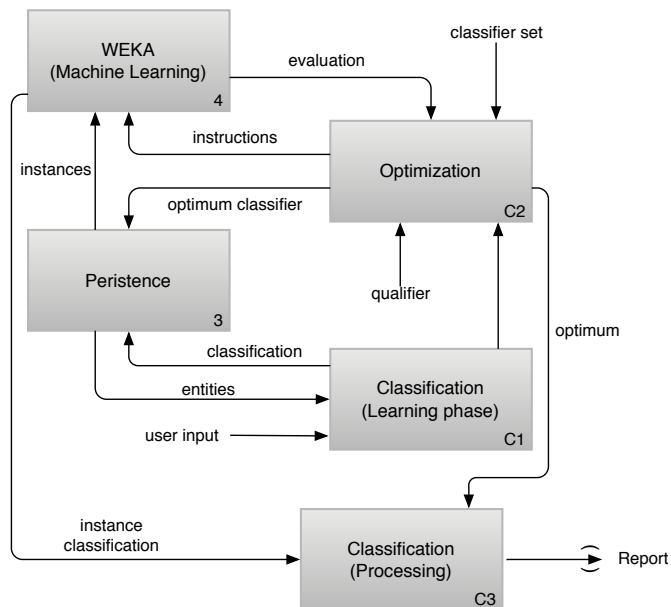 classifier set
WEKA
(Machine Learning)
4
evaluation
instructions
instances
Optimization
C2
optimum classifier
Peristence
3
qualifier
optimum
classification
entities
Classification
(Learning phase)
C1
user input
instance
classification
Classification
(Processing)
C3
Report